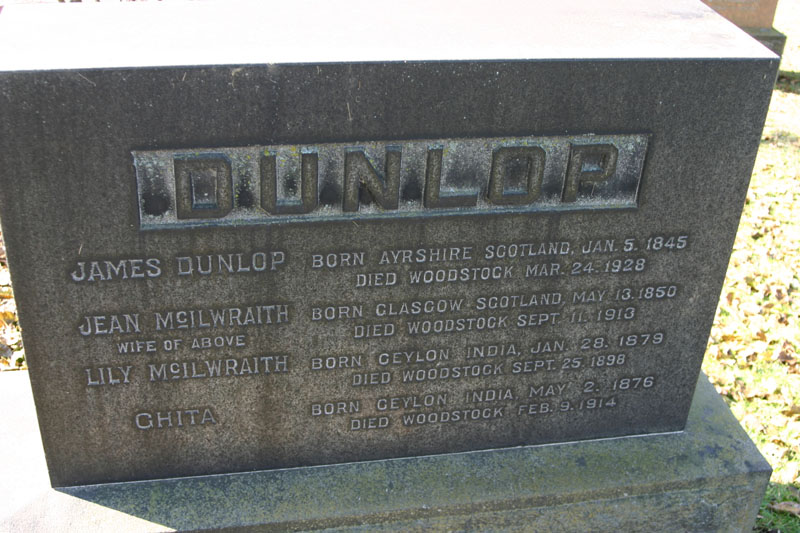 DUNLOP
JAMES DUNLOP BORN AYRSHIRE SCOTLAND, JAN. 5. 1845
DIED WOODSTOCK MAR. 24. 1928
JEAN McILWRAITH BORN GLASGOW SCOTLAND, MAY 13. 1850
WIFE OF ABOVE DIED WOODSTOCK SEPT. 11. 1913
LILY McILWRAITH BORN CEYLON INDIA, JAN. 28. 1879
DIED WOODSTOCK SEPT. 25. 1898
GHITA BORN CEYLON INDIA, MAY 2. 1876
DIED WOODSTOCK FEB. 9. 1914